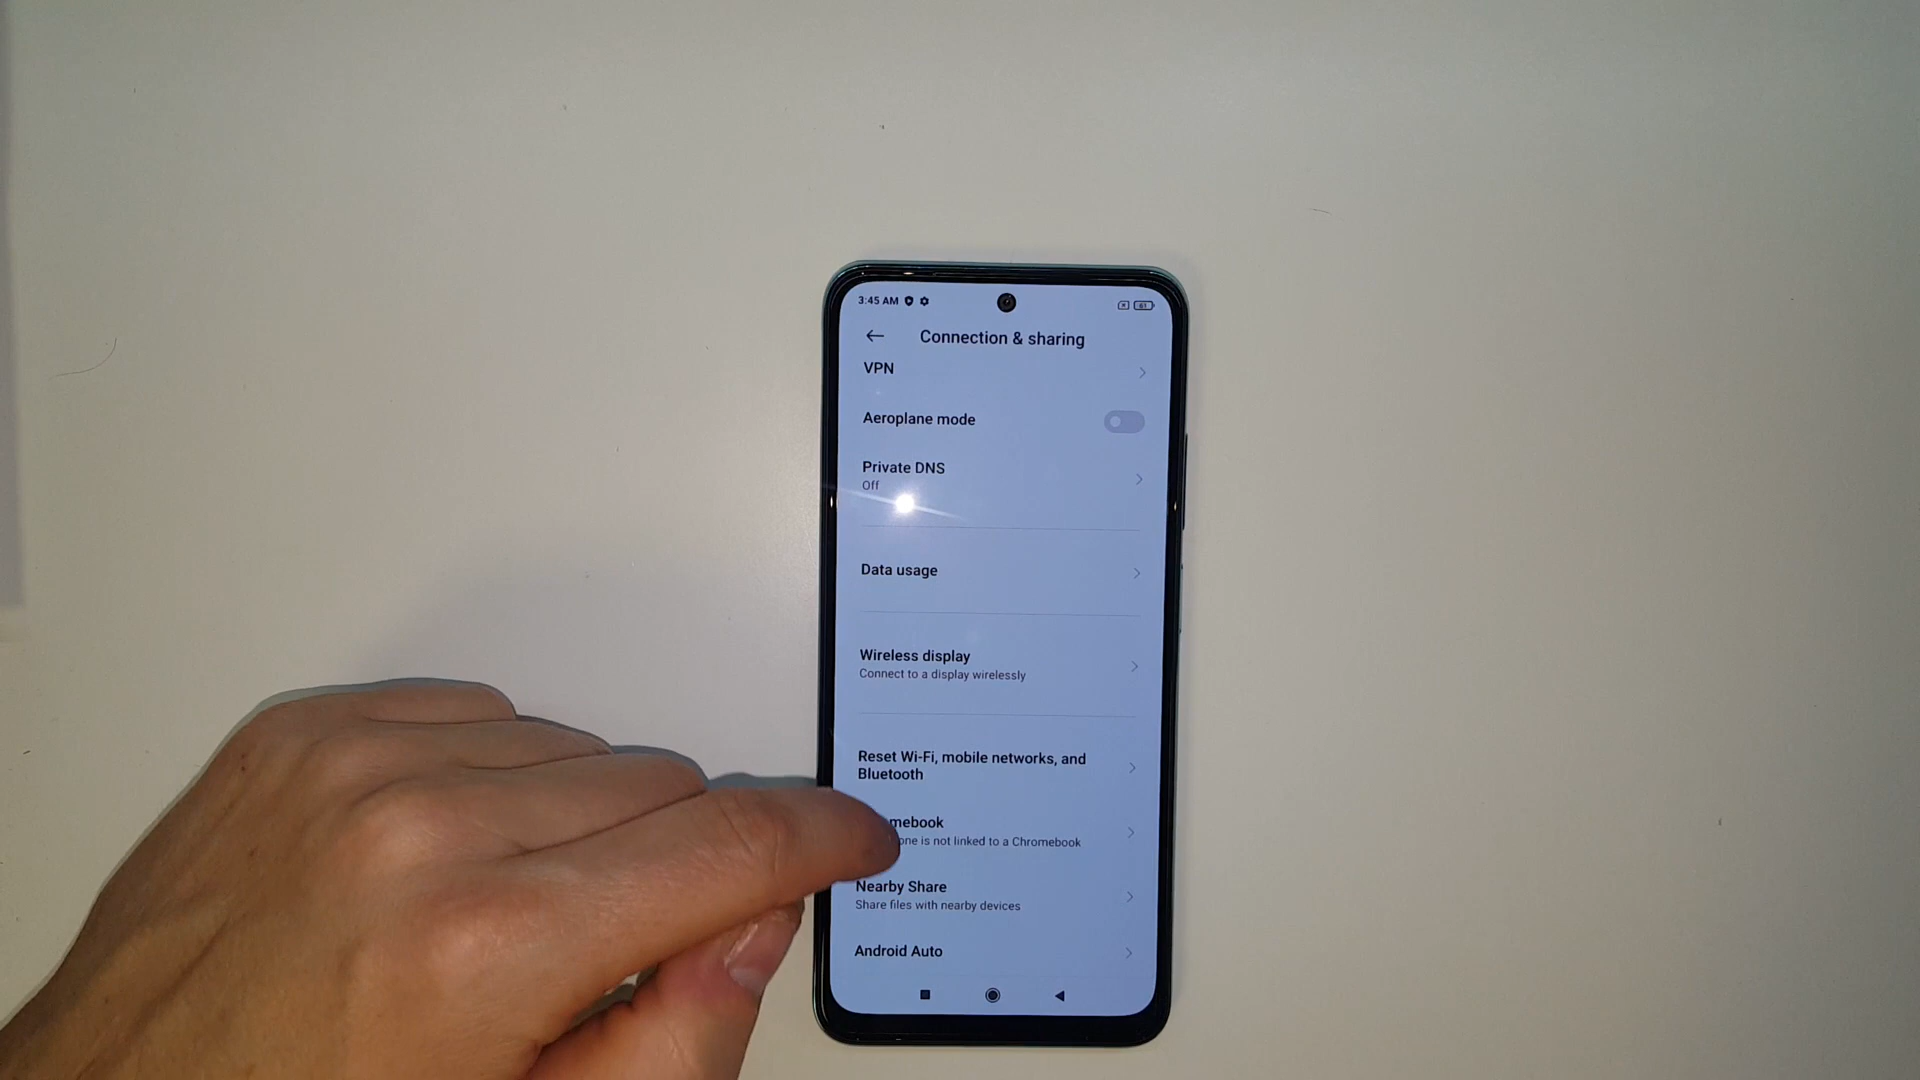 3:45 AM
61
Connection & sharing
VPN
Aeroplane mode
Private DNS
Off
Data usage
Wireless display
Connect to a display wirelessly
Reset Wi-Fi, mobile networks, and
Bluetooth
mebook
one is not linked to a Chromebook
Nearby Share
Share files with nearby devices
Android Auto